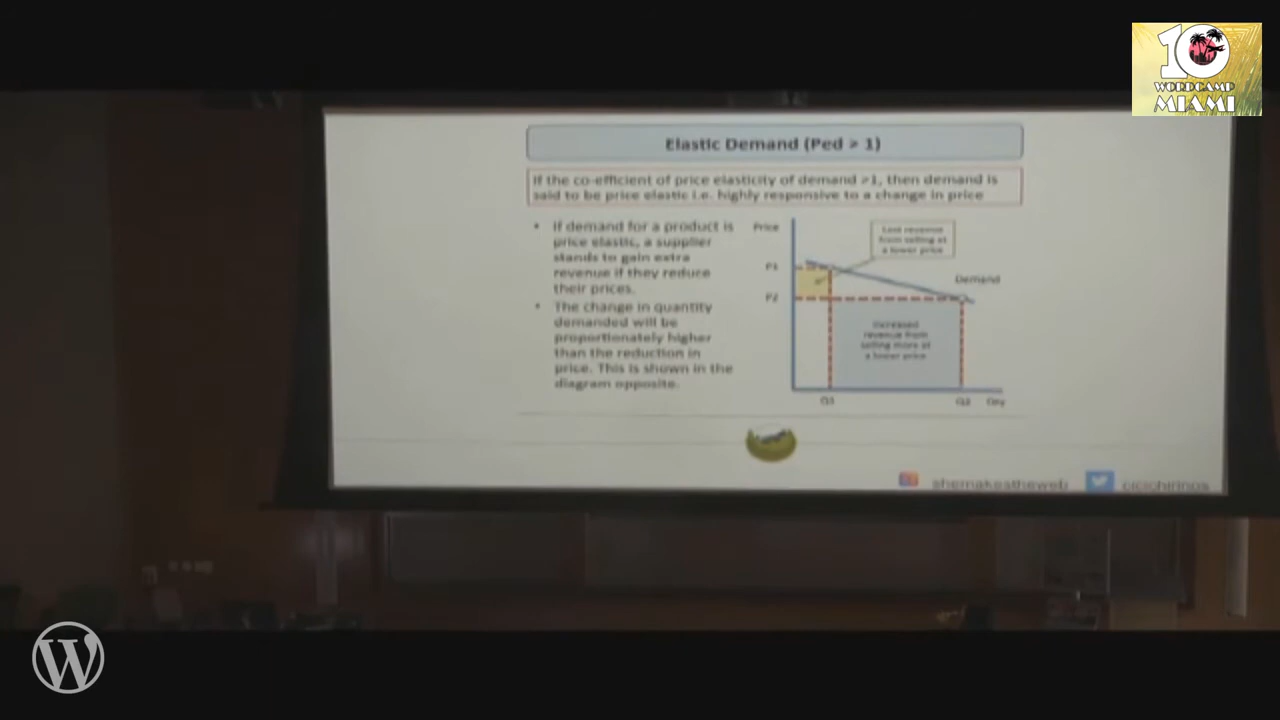 10
WORDCAMP
MIAMI
Elastic Demand (Ped > 1)
If the co-efficient of price elasticity of demand >1, then demand is
said to be price elastic i.e. highly responsive to a change in price
• If demand for a product is
price elastic, a supplier
stands to gain extra
revenue if they reduce
their prices.
• The change in quantity
demanded will be
proportionately higher
than the reduction in
price. This is shown in the
diagram opposite.
Price
Lost revenue
from selling at
a lower price
P1
Demand
P2
Increased
revenue from
selling more at
a lower price
Q1
Q2
Qty
shemakestheweb
cicichirinos
W